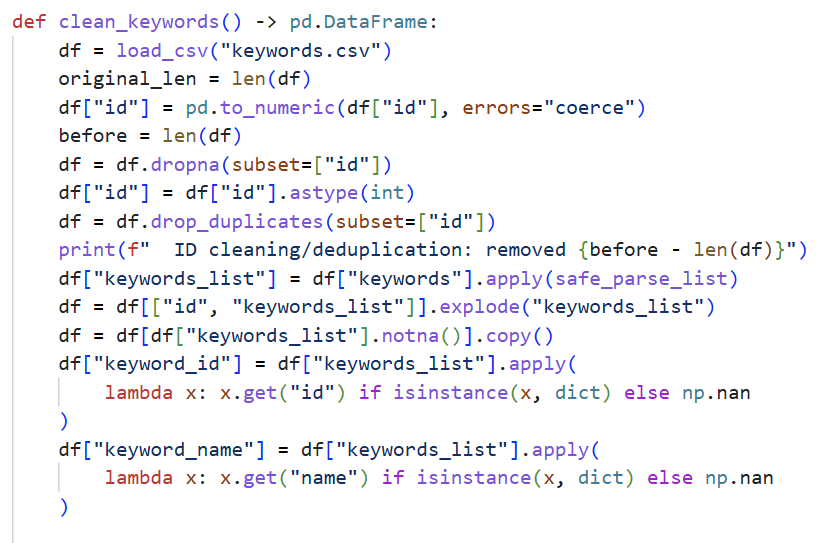 def clean_keywords() -> pd.DataFrame:
    df = load_csv("keywords.csv")
    original_len = len(df)
    df["id"] = pd.to_numeric(df["id"], errors="coerce")
    before = len(df)
    df = df.dropna(subset=["id"])
    df["id"] = df["id"].astype(int)
    df = df.drop_duplicates(subset=["id"])
    print(f"  ID cleaning/deduplication: removed {before - len(df)}")
    df["keywords_list"] = df["keywords"].apply(safe_parse_list)
    df = df[["id", "keywords_list"]].explode("keywords_list")
    df = df[df["keywords_list"].notna()].copy()
    df["keyword_id"] = df["keywords_list"].apply(
        lambda x: x.get("id") if isinstance(x, dict) else np.nan
    )
    df["keyword_name"] = df["keywords_list"].apply(
        lambda x: x.get("name") if isinstance(x, dict) else np.nan
    )